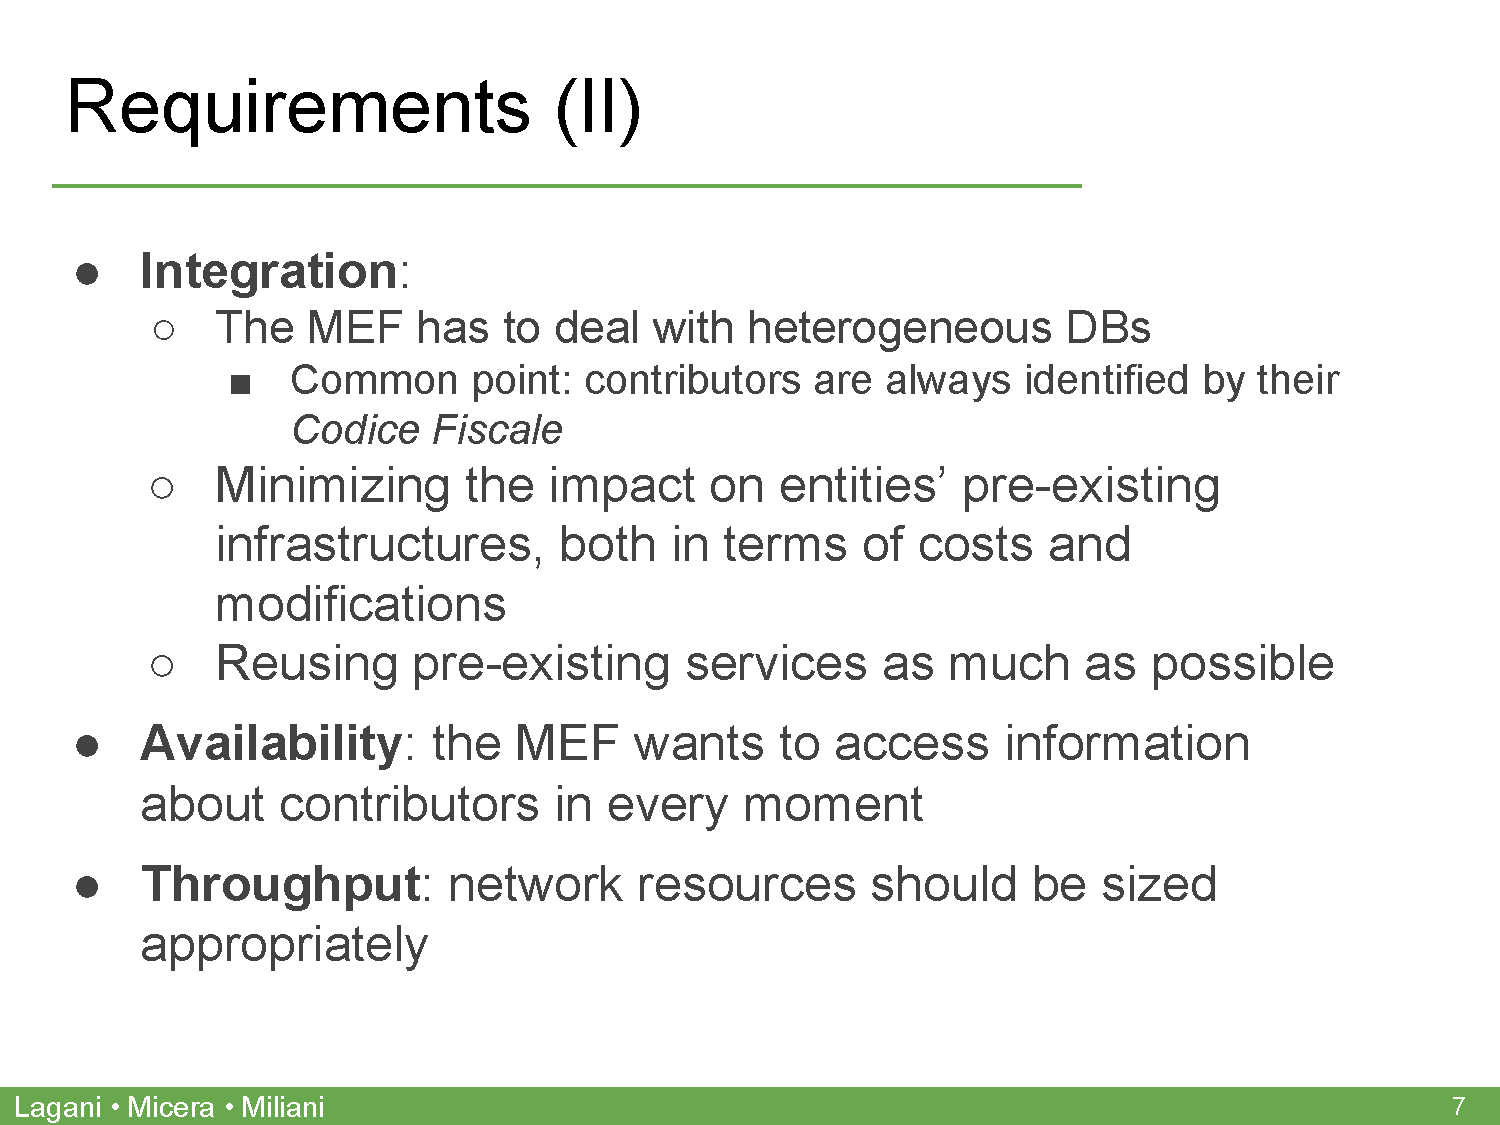 Requirements (II)
● Integration:
○ The MEF has to deal with heterogeneous DBs
■ Common point: contributors are always identified by their
Codice Fiscale
○ Minimizing the impact on entities’ pre-existing
infrastructures, both in terms of costs and
modifications
○ Reusing pre-existing services as much as possible
● Availability: the MEF wants to access information
about contributors in every moment
● Throughput: network resources should be sized
appropriately
Lagani • Micera • Miliani 7